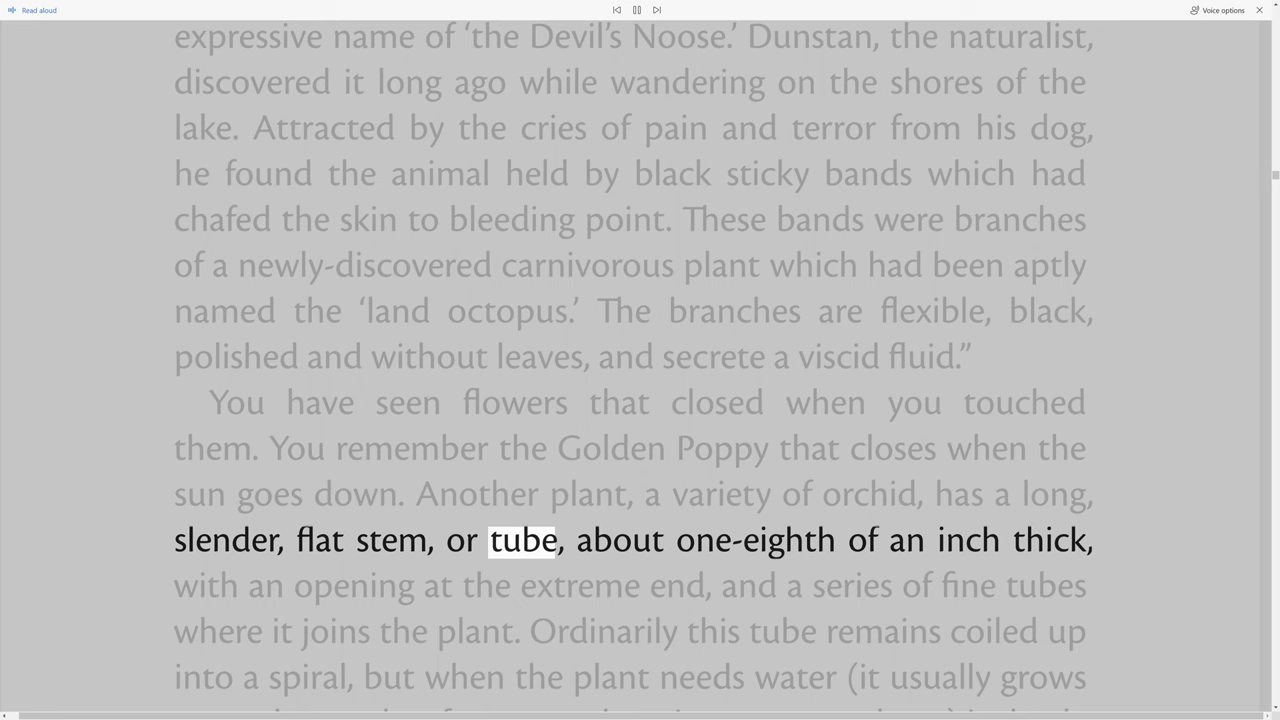 Read aloud
Voice options
expressive name of ‘the Devil’s Noose.’ Dunstan, the naturalist,
discovered it long ago while wandering on the shores of the
lake. Attracted by the cries of pain and terror from his dog,
he found the animal held by black sticky bands which had
chafed the skin to bleeding point. These bands were branches
of a newly-discovered carnivorous plant which had been aptly
named the ‘land octopus.’ The branches are flexible, black,
polished and without leaves, and secrete a viscid fluid.”
You have seen flowers that closed when you touched
them. You remember the Golden Poppy that closes when the
sun goes down. Another plant, a variety of orchid, has a long,
slender, flat stem, or tube, about one-eighth of an inch thick,
with an opening at the extreme end, and a series of fine tubes
where it joins the plant. Ordinarily this tube remains coiled up
into a spiral, but when the plant needs water (it usually grows